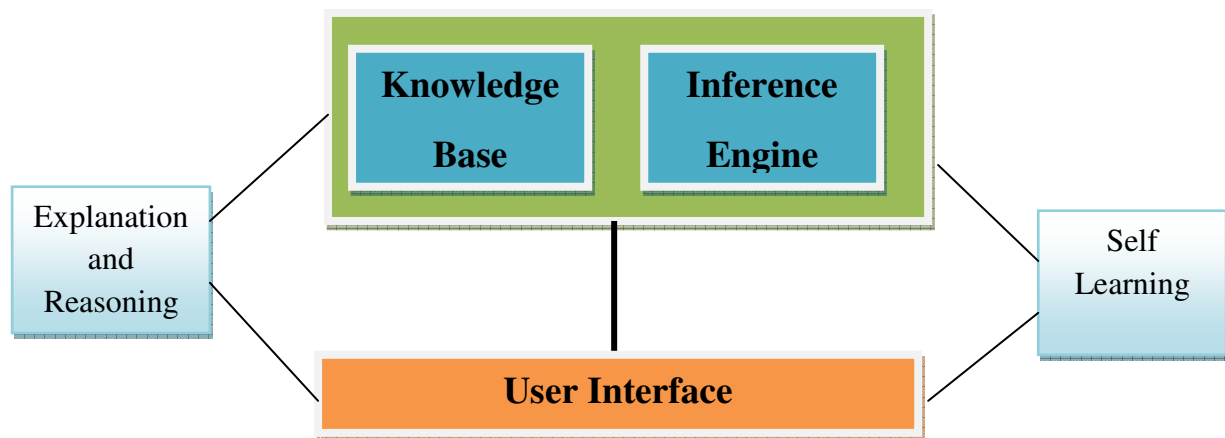 Knowledge
Base
Inference
Engine
Explanation
and
Reasoning
Self
Learning
User Interface